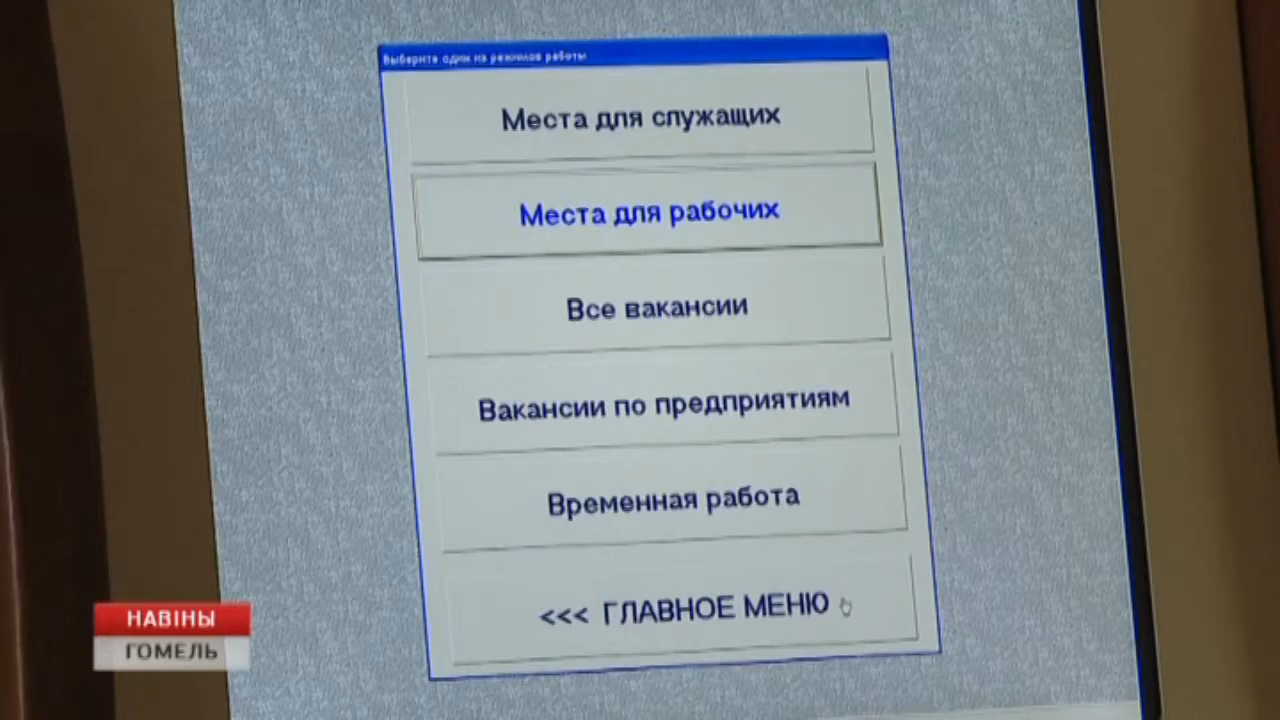 Выберите один из режимов работы
Места для служащих
Места для рабочих
Все вакансии
Вакансии по предприятиям
Временная работа
<<< ГЛАВНОЕ МЕНЮ
НАВІНЫ
ГОМЕЛЬ